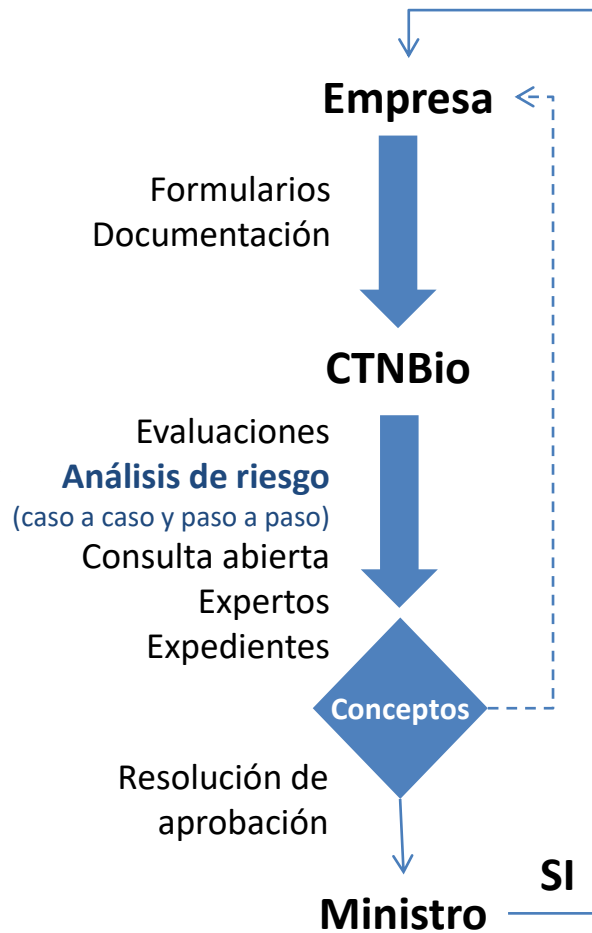 Empresa
Formularios
Documentación
CTNBio
Evaluaciones
Análisis de riesgo
(caso a caso y paso a paso)
Consulta abierta
Expertos
Expedientes
Conceptos
Resolución de
aprobación
SI
Ministro